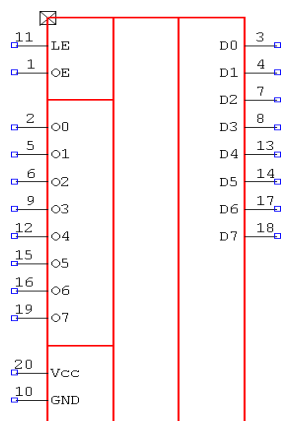 11 LE D0 3
1 OE D1 4
D2 7
2 O0 D3 8
5 O1 D4 13
6 O2 D5 14
9 O3 D6 17
12 O4 D7 18
15 O5
16 O6
19 O7
20 Vcc
10 GND